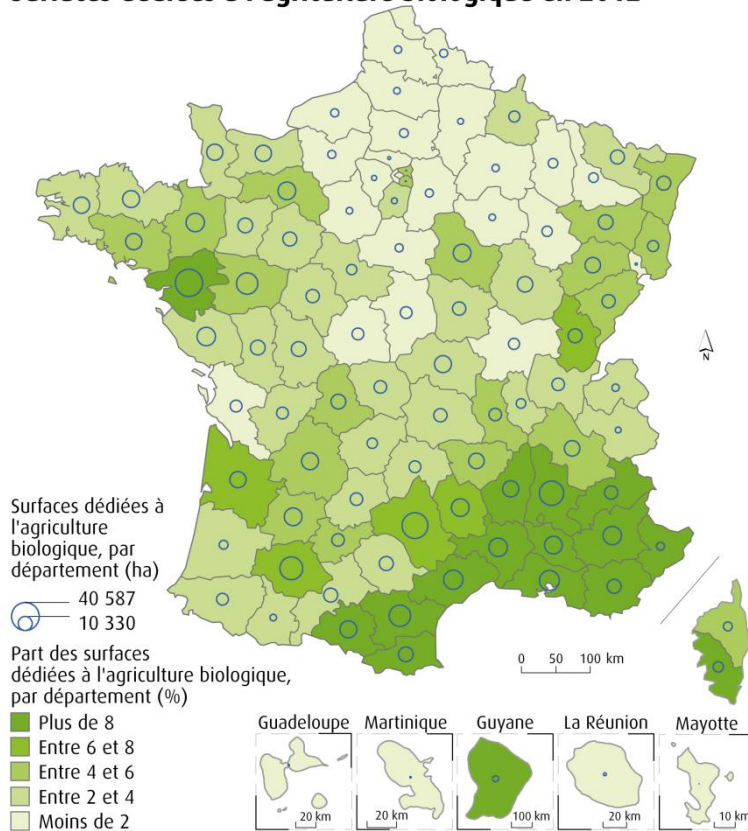 Surfaces dédiées à
l'agriculture
biologique, par
département (ha)
40 587
10 330
Part des surfaces
dédiées à l'agriculture biologique,
par département (%)
Plus de 8
Entre 6 et 8
Entre 4 et 6
Entre 2 et 4
Moins de 2
N
0 50 100 km
Guadeloupe
20 km
Martinique
20 km
Guyane
100 km
La Réunion
20 km
Mayotte
10 km